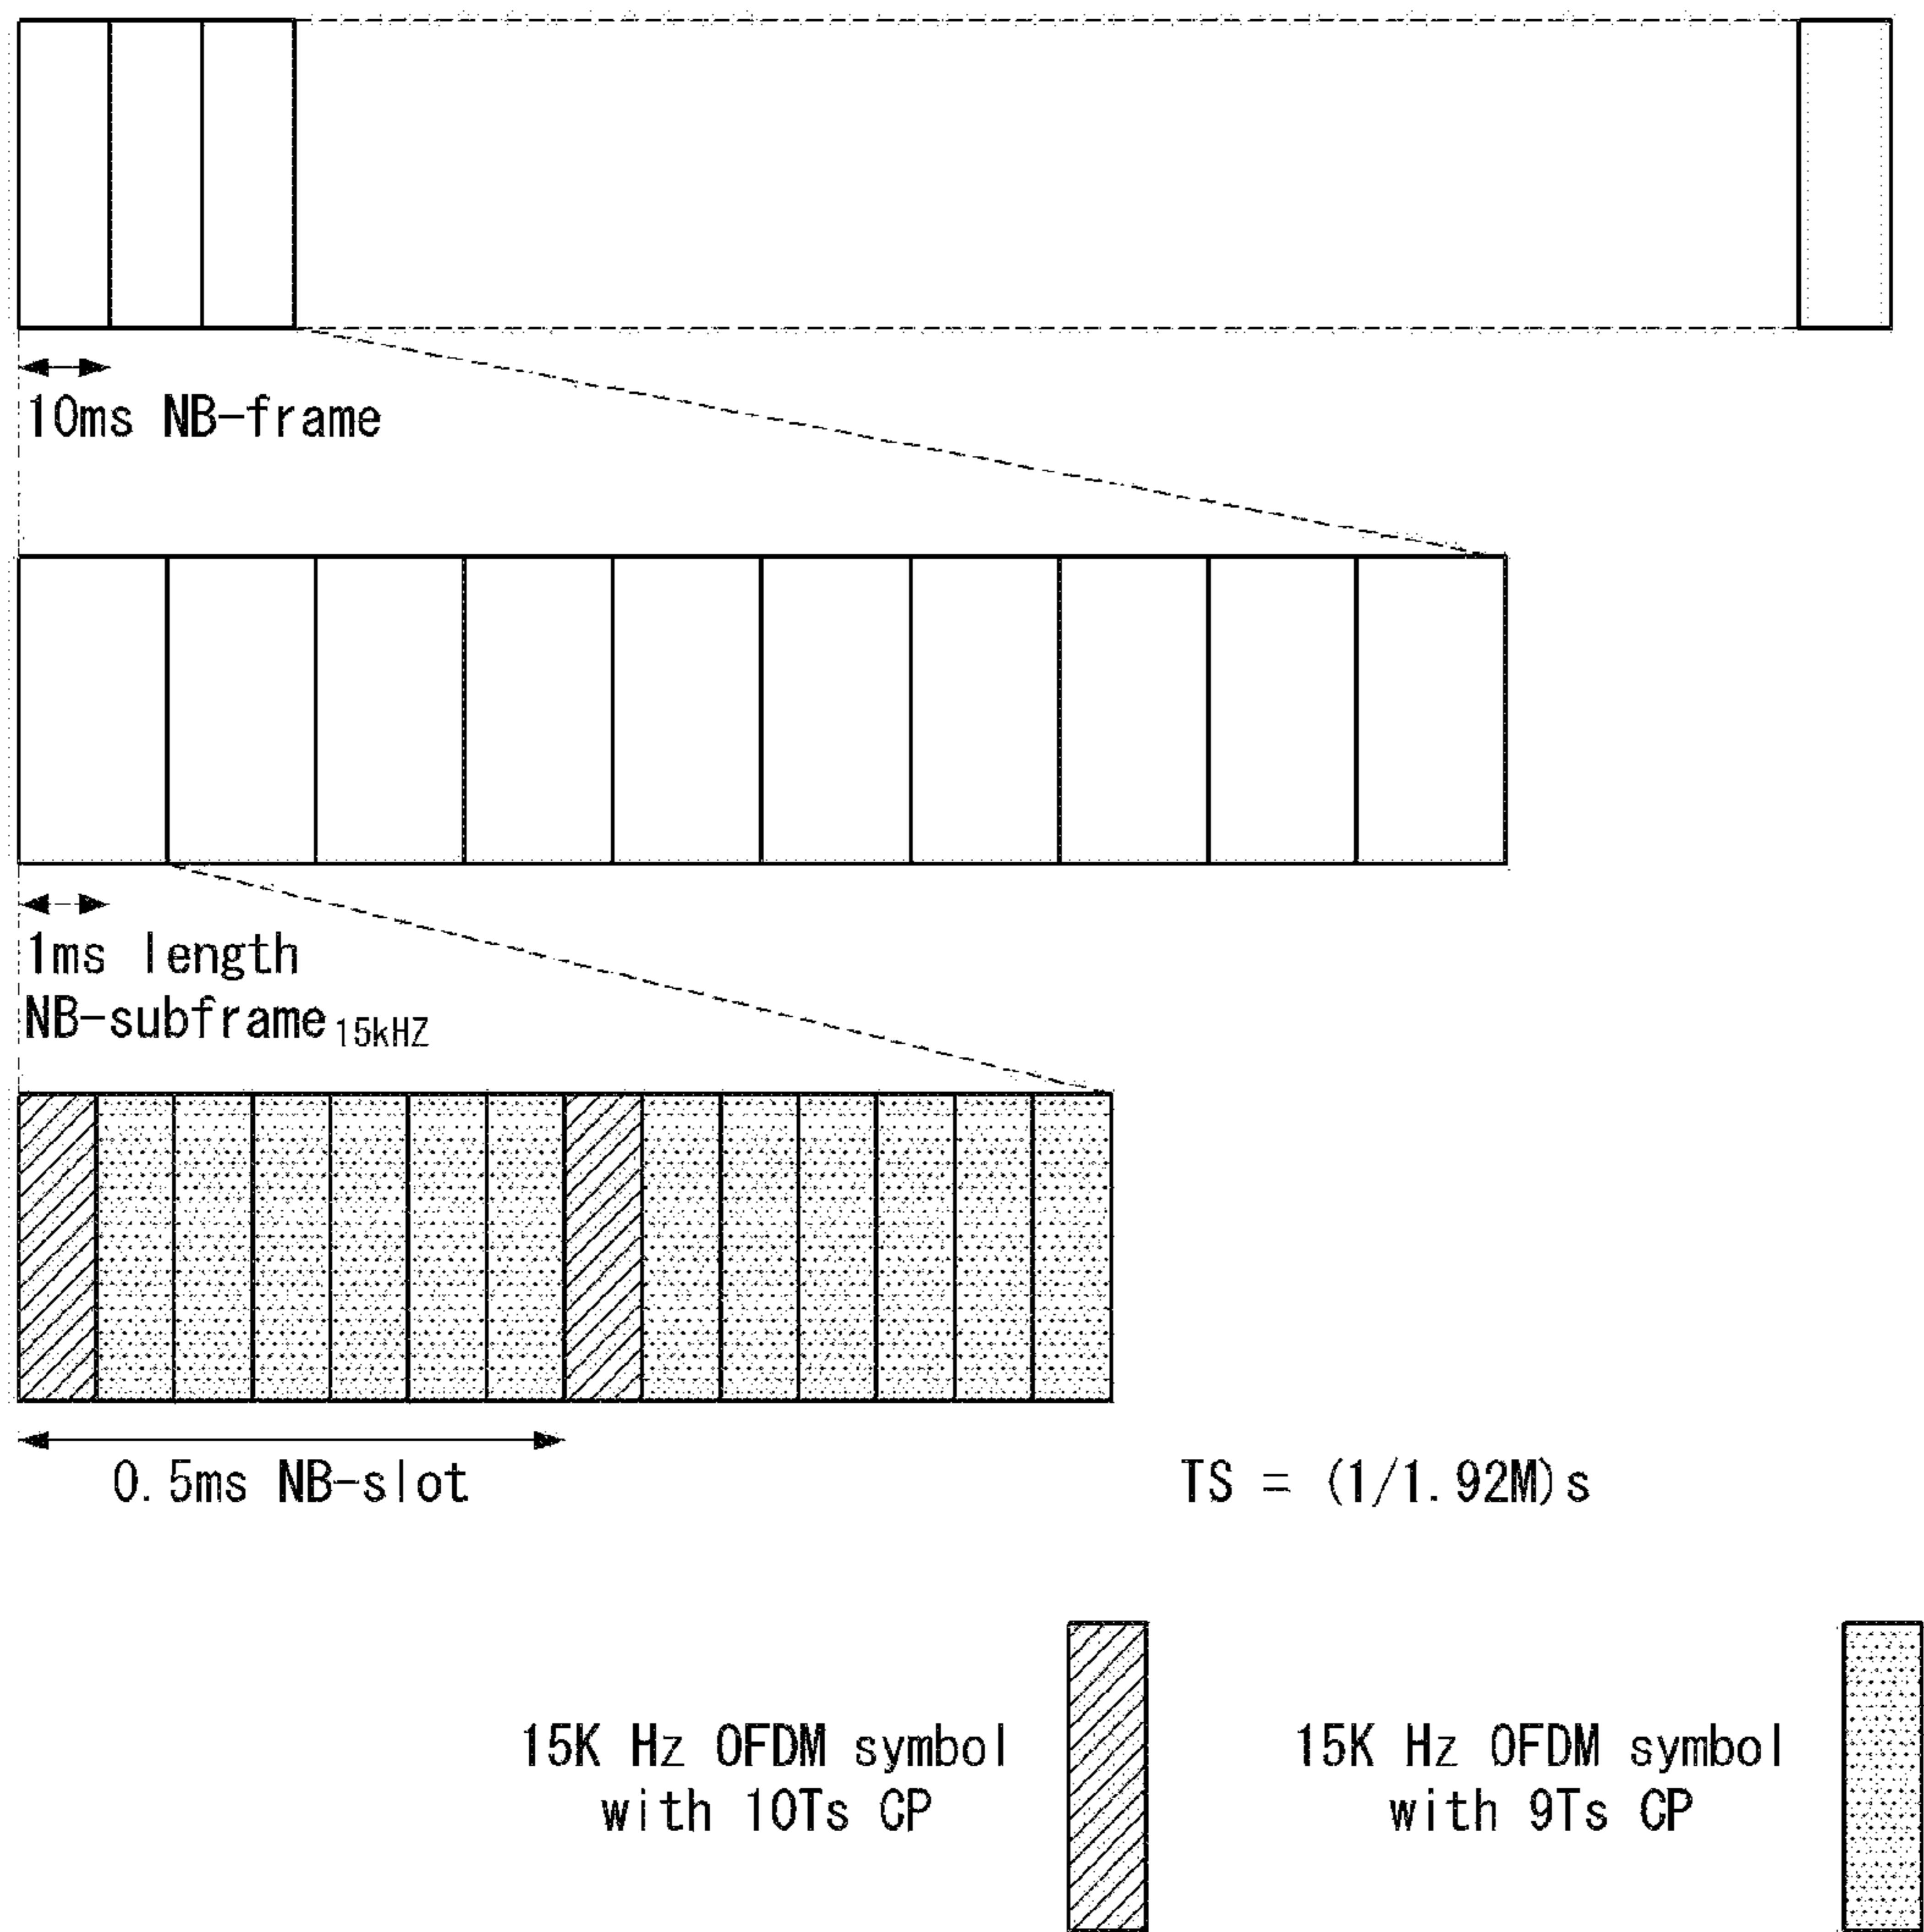 10ms NB-frame
1ms length
NB-subframe15kHZ
0.5ms NB-slot
TS = (1/1.92M)s
15K Hz OFDM symbol
with 10Ts CP
15K Hz OFDM symbol
with 9Ts CP